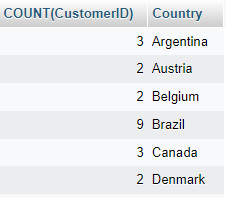 COUNT(CustomerID) Country
3 Argentina
2 Austria
2 Belgium
9 Brazil
3 Canada
2 Denmark